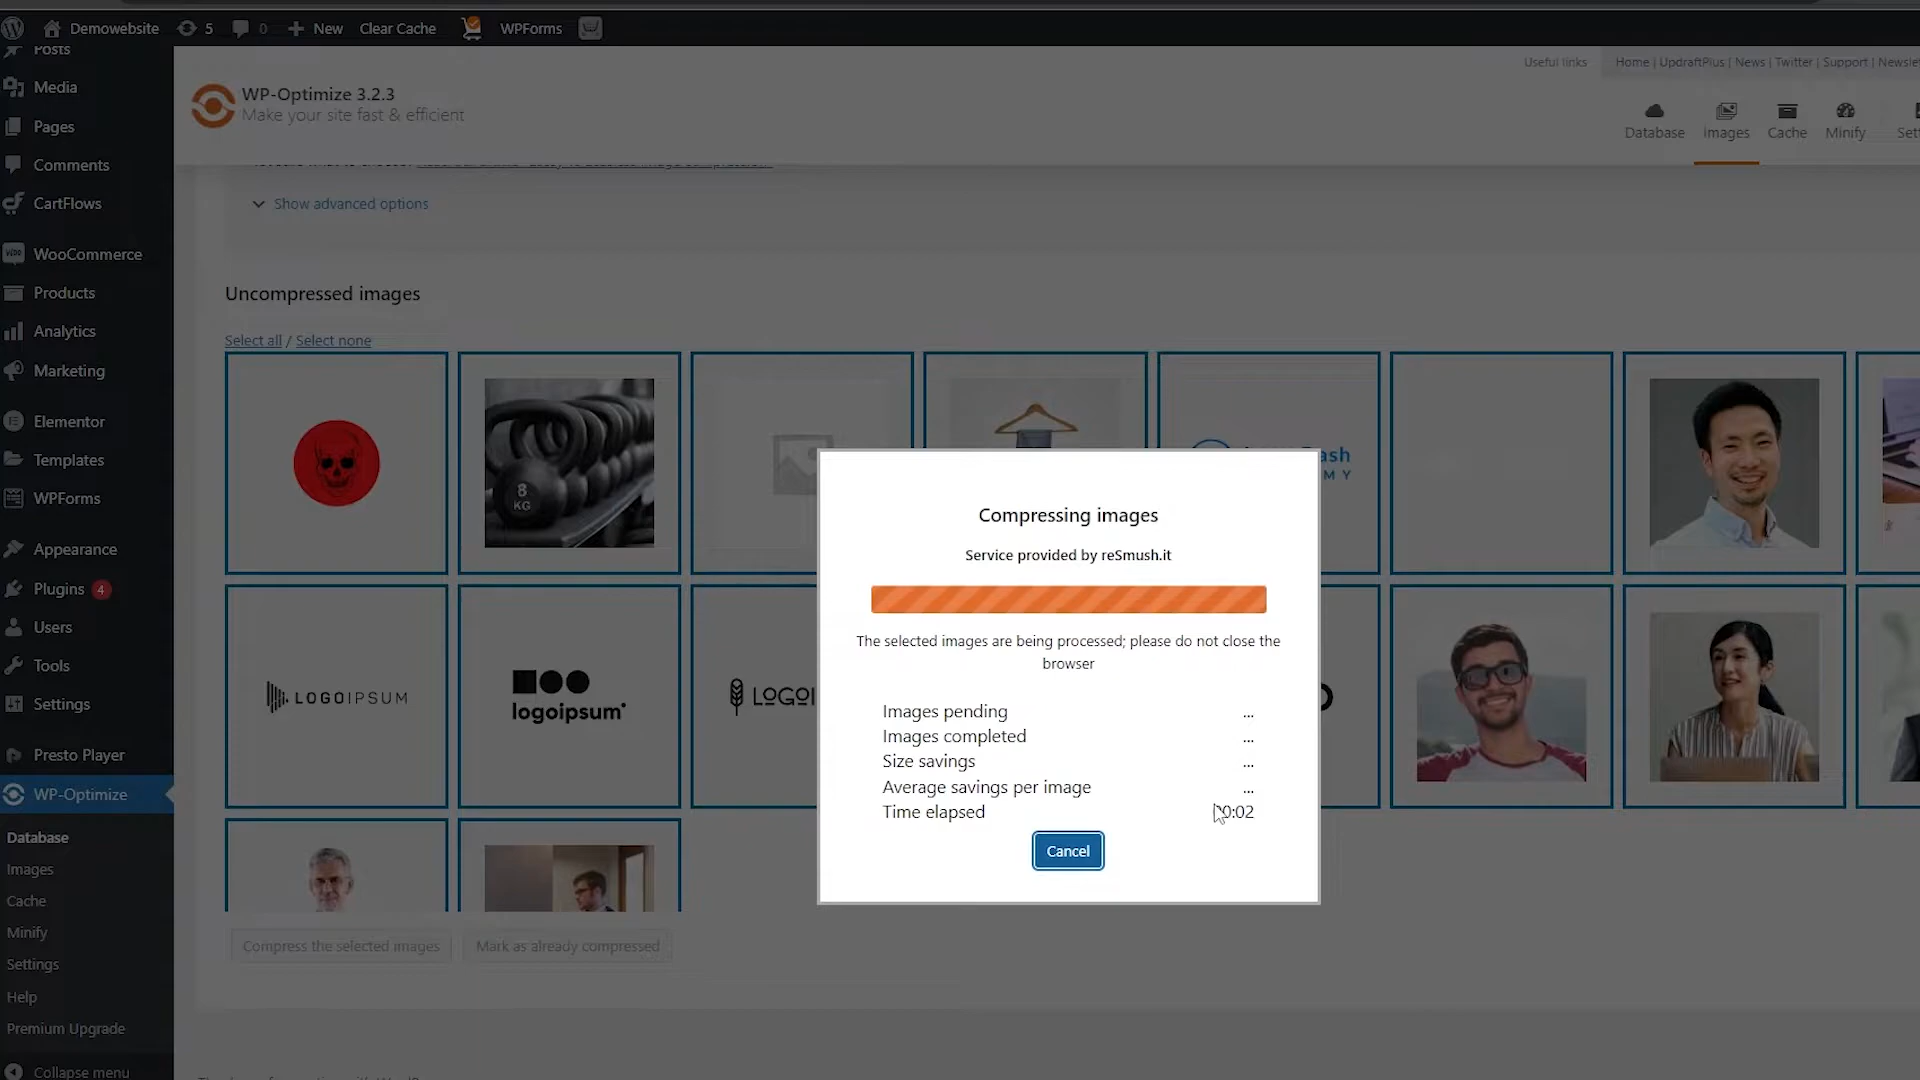 Demowebsite 5 0 New Clear Cache WPForms
Posts
Media
Pages
Comments
CartFlows
WooCommerce
Products
Analytics
Marketing
Elementor
Templates
WPForms
Appearance
Plugins 4
Users
Tools
Settings
Presto Player
WP-Optimize
Database
Images
Cache
Minify
Settings
Help
Premium Upgrade
Collapse menu
WP-Optimize 3.2.3
Make your site fast & efficient
Useful links
Home | UpdraftPlus | News | Twitter | Support |
Database Images Cache Minify
Show advanced options
Uncompressed images
Select all / Select none
8
KG
LOGOIPSUM
logoipsum
Compressing images
Service provided by reSmush.it
The selected images are being processed; please do not close the
browser
Images pending ...
Images completed ...
Size savings ...
Average savings per image ...
Time elapsed :02
Cancel
Compress the selected images Mark as already compressed